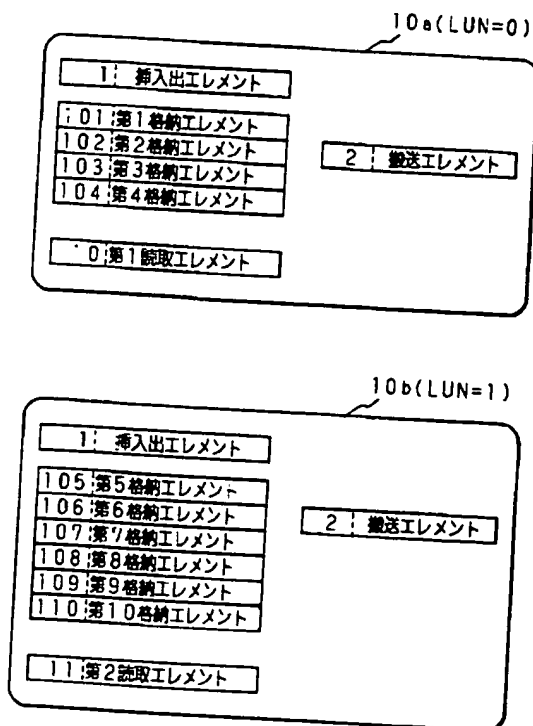 10a(LUN=0)
1 挿入出エレメント
101 第1格納エレメント
102 第2格納エレメント
103 第3格納エレメント
104 第4格納エレメント
2 搬送エレメント
第1読取エレメント
10b(LUN=1)
1 挿入出エレメント
105 第5格納エレメント
106 第6格納エレメント
107 第7格納エレメント
108 第8格納エレメント
109 第9格納エレメント
110 第10格納エレメント
2 搬送エレメント
11 第2読取エレメント